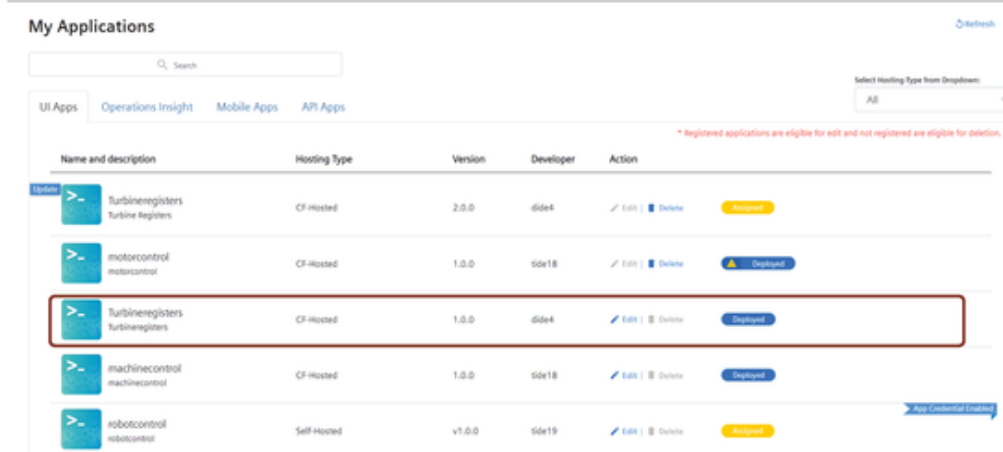 My Applications
Refresh
Search
Select Hosting Type from Dropdown:
All
UI Apps Operations Insight Mobile Apps API Apps
* Registered applications are eligible for edit and not registered are eligible for deletion.
Name and description Hosting Type Version Developer Action
Update
>_ Turbineregisters CF-Hosted 2.0.0 dide4 Edit | Delete Assigned
Turbine Registers
>_ motorcontrol CF-Hosted 1.0.0 tide18 Edit | Delete Deployed
motorcontrol
>_ Turbineregisters CF-Hosted 1.0.0 dide4 Edit | Delete Deployed
Turbineregisters
>_ machinecontrol CF-Hosted 1.0.0 tide18 Edit | Delete Deployed
machinecontrol
App Credential Enabled
>_ robotcontrol Self-Hosted v1.0.0 tide19 Edit | Delete Assigned
robotcontrol